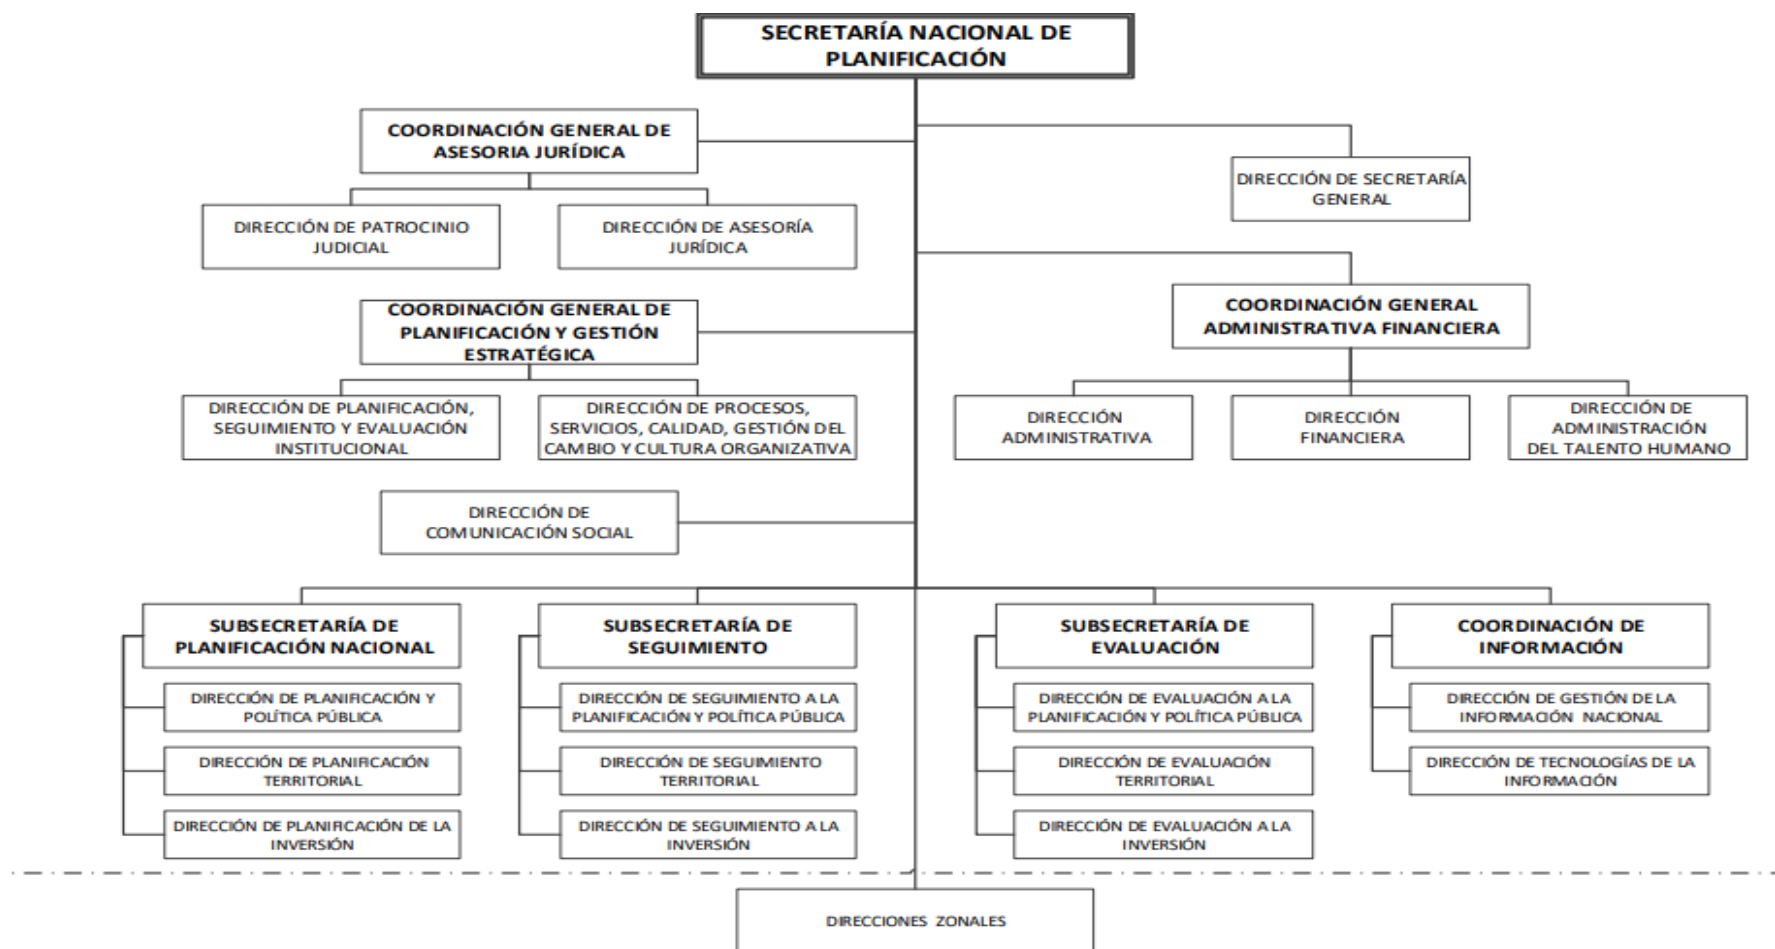 SECRETARÍA NACIONAL DE
PLANIFICACIÓN
COORDINACIÓN GENERAL DE
ASESORIA JURÍDICA
DIRECCIÓN DE SECRETARÍA
GENERAL
DIRECCIÓN DE PATROCINIO
JUDICIAL
DIRECCIÓN DE ASESORÍA
JURÍDICA
COORDINACIÓN GENERAL DE
PLANIFICACIÓN Y GESTIÓN
ESTRATÉGICA
COORDINACIÓN GENERAL
ADMINISTRATIVA FINANCIERA
DIRECCIÓN DE PLANIFICACIÓN,
SEGUIMIENTO Y EVALUACIÓN
INSTITUCIONAL
DIRECCIÓN DE PROCESOS,
SERVICIOS, CALIDAD, GESTIÓN DEL
CAMBIO Y CULTURA ORGANIZATIVA
DIRECCIÓN
ADMINISTRATIVA
DIRECCIÓN
FINANCIERA
DIRECCIÓN DE
ADMINISTRACIÓN
DEL TALENTO HUMANO
DIRECCIÓN DE
COMUNICACIÓN SOCIAL
SUBSECRETARÍA DE
PLANIFICACIÓN NACIONAL
DIRECCIÓN DE PLANIFICACIÓN Y
POLÍTICA PÚBLICA
DIRECCIÓN DE PLANIFICACIÓN
TERRITORIAL
DIRECCIÓN DE PLANIFICACIÓN DE LA
INVERSIÓN
SUBSECRETARÍA DE
SEGUIMIENTO
DIRECCIÓN DE SEGUIMIENTO A LA
PLANIFICACIÓN Y POLÍTICA PÚBLICA
DIRECCIÓN DE SEGUIMIENTO
TERRITORIAL
DIRECCIÓN DE SEGUIMIENTO A LA
INVERSIÓN
SUBSECRETARÍA DE
EVALUACIÓN
DIRECCIÓN DE EVALUACIÓN A LA
PLANIFICACIÓN Y POLÍTICA PÚBLICA
DIRECCIÓN DE EVALUACIÓN
TERRITORIAL
DIRECCIÓN DE EVALUACIÓN A LA
INVERSIÓN
COORDINACIÓN DE
INFORMACIÓN
DIRECCIÓN DE GESTIÓN DE LA
INFORMACIÓN NACIONAL
DIRECCIÓN DE TECNOLOGÍAS DE LA
INFORMACIÓN
DIRECCIONES ZONALES